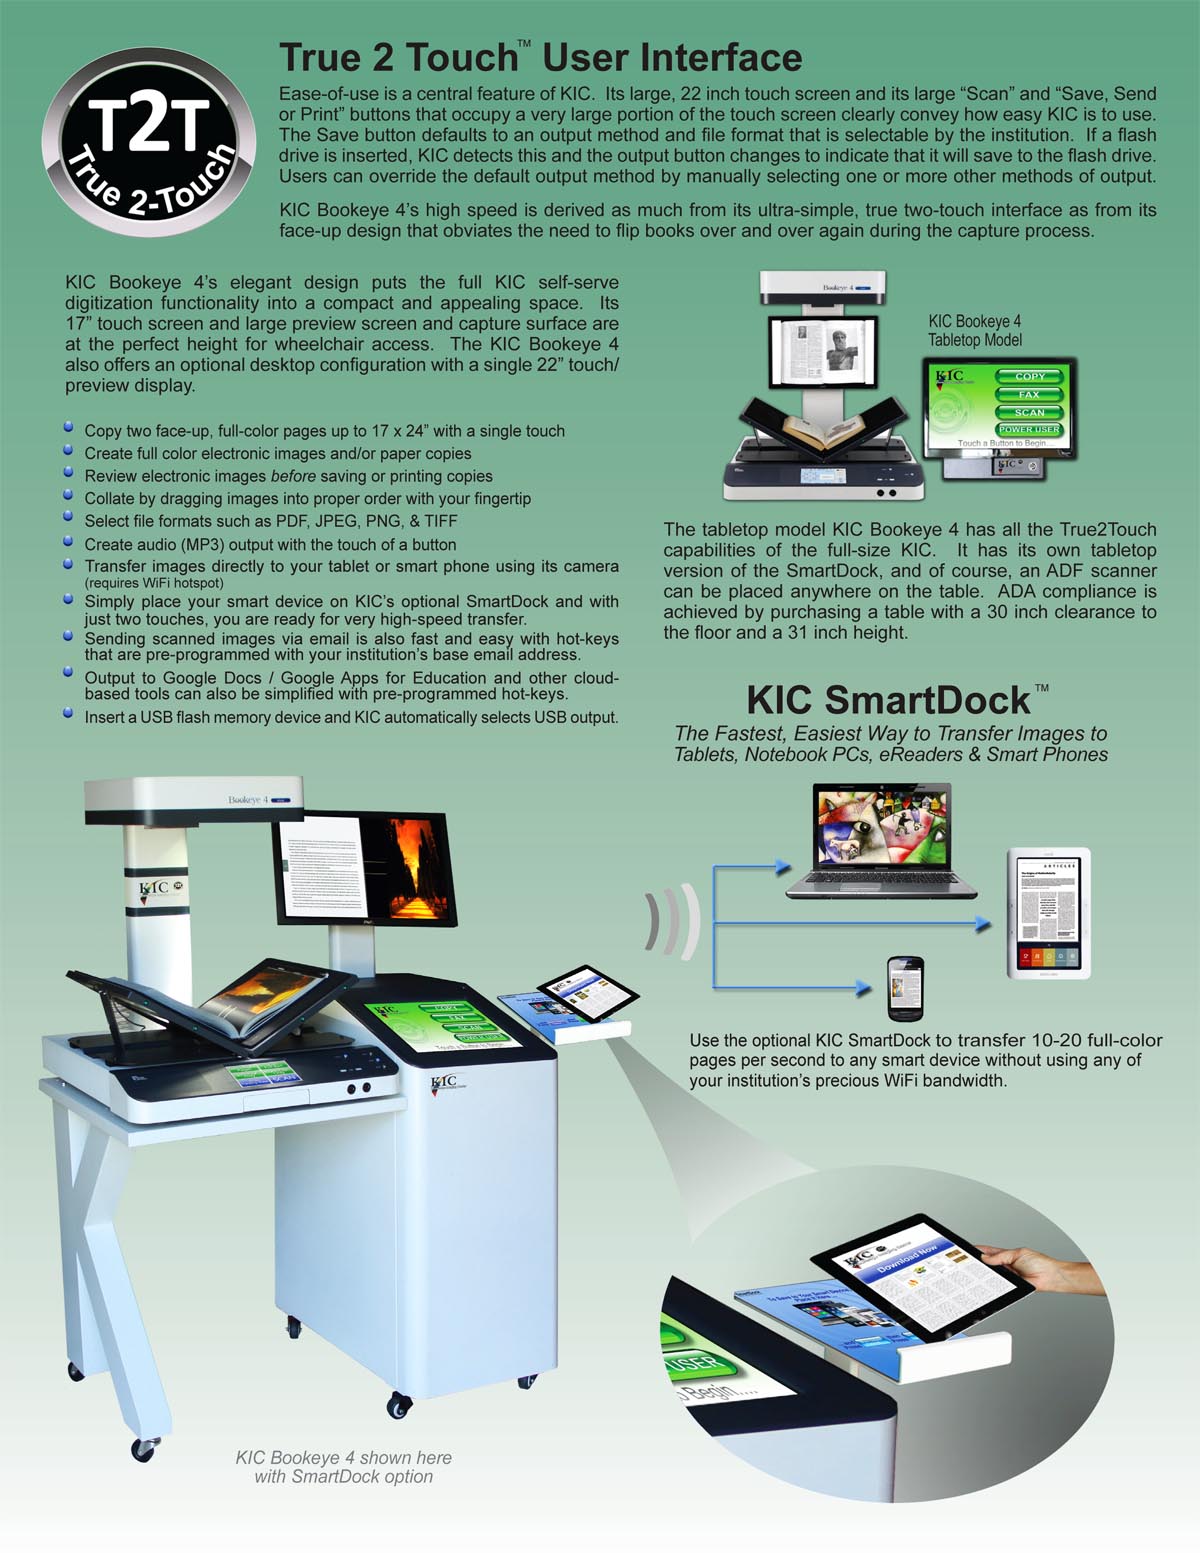 T2T
True 2-Touch
True 2 Touch™ User Interface
Ease-of-use is a central feature of KIC. Its large, 22 inch touch screen and its large “Scan” and “Save, Send
or Print” buttons that occupy a very large portion of the touch screen clearly convey how easy KIC is to use.
The Save button defaults to an output method and file format that is selectable by the institution. If a flash
drive is inserted, KIC detects this and the output button changes to indicate that it will save to the flash drive.
Users can override the default output method by manually selecting one or more other methods of output.
KIC Bookeye 4’s high speed is derived as much from its ultra-simple, true two-touch interface as from its
face-up design that obviates the need to flip books over and over again during the capture process.
KIC Bookeye 4’s elegant design puts the full KIC self-serve
digitization functionality into a compact and appealing space. Its
17” touch screen and large preview screen and capture surface are
at the perfect height for wheelchair access. The KIC Bookeye 4
also offers an optional desktop configuration with a single 22” touch/
preview display.
Copy two face-up, full-color pages up to 17 x 24” with a single touch
Create full color electronic images and/or paper copies
Review electronic images before saving or printing copies
Collate by dragging images into proper order with your fingertip
Select file formats such as PDF, JPEG, PNG, & TIFF
Create audio (MP3) output with the touch of a button
Transfer images directly to your tablet or smart phone using its camera
(requires WiFi hotspot)
Simply place your smart device on KIC’s optional SmartDock and with
just two touches, you are ready for very high-speed transfer.
Sending scanned images via email is also fast and easy with hot-keys
that are pre-programmed with your institution’s base email address.
Output to Google Docs / Google Apps for Education and other cloud-
based tools can also be simplified with pre-programmed hot-keys.
Insert a USB flash memory device and KIC automatically selects USB output.
Bookeye 4
KIC Bookeye 4
Tabletop Model
KIC
COPY
FAX
SCAN
POWER USER
Touch a Button to Begin....
KIC
The tabletop model KIC Bookeye 4 has all the True2Touch
capabilities of the full-size KIC. It has its own tabletop
version of the SmartDock, and of course, an ADF scanner
can be placed anywhere on the table. ADA compliance is
achieved by purchasing a table with a 30 inch clearance to
the floor and a 31 inch height.
KIC SmartDock™
The Fastest, Easiest Way to Transfer Images to
Tablets, Notebook PCs, eReaders & Smart Phones
ARTICLES
Use the optional KIC SmartDock to transfer 10-20 full-color
pages per second to any smart device without using any of
your institution’s precious WiFi bandwidth.
Bookeye 4
KIC
KIC
COPY
FAX
SCAN
KIC
SCAN
KIC
KIC
Download Now
SmartDock
To Save to Your Smart Device,
Place it Here...
USER
Begin....
KIC Bookeye 4 shown here
with SmartDock option